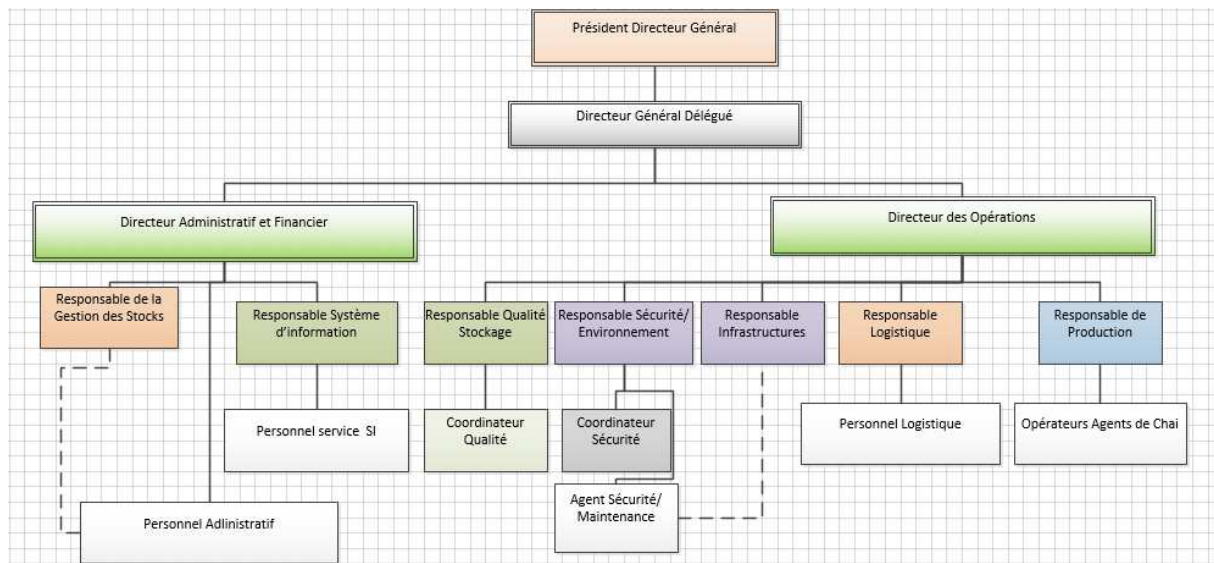 Président Directeur Général
Directeur Général Délégué
Directeur Administratif et Financier
Directeur des Opérations
Responsable de la
Gestion des Stocks
Responsable Système
d'information
Responsable Qualité
Stockage
Responsable Sécurité/
Environnement
Responsable
Infrastructures
Responsable
Logistique
Responsable de
Production
Personnel service SI
Coordinateur
Qualité
Coordinateur
Sécurité
Personnel Logistique
Opérateurs Agents de Chai
Agent Sécurité/
Maintenance
Personnel Adlinistratif